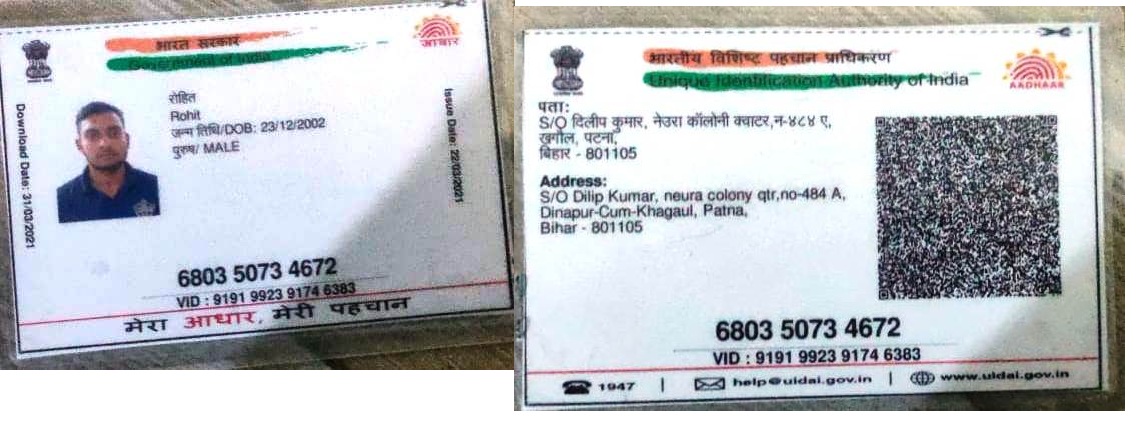 भारत सरकार
Government of India
आधार
रोहित
Rohit
जन्म तिथि/DOB: 23/12/2002
पुरुष/ MALE
Download Date: 31/03/2021
Issue Date: 22/03/2021
6803 5073 4672
VID : 9191 9923 9174 6383
मेरा आधार, मेरी पहचान
भारतीय विशिष्ट पहचान प्राधिकरण
Unique Identification Authority of India
AADHAAR
पता:
S/O दिलीप कुमार, नेउरा कॉलोनी क्वाटर,न-४८४ ए,
खगौल, पटना,
बिहार - 801105
Address:
S/O Dilip Kumar, neura colony qtr,no-484 A,
Dinapur-Cum-Khagaul, Patna,
Bihar - 801105
6803 5073 4672
VID : 9191 9923 9174 6383
1947 | help@uidai.gov.in | www.uidai.gov.in